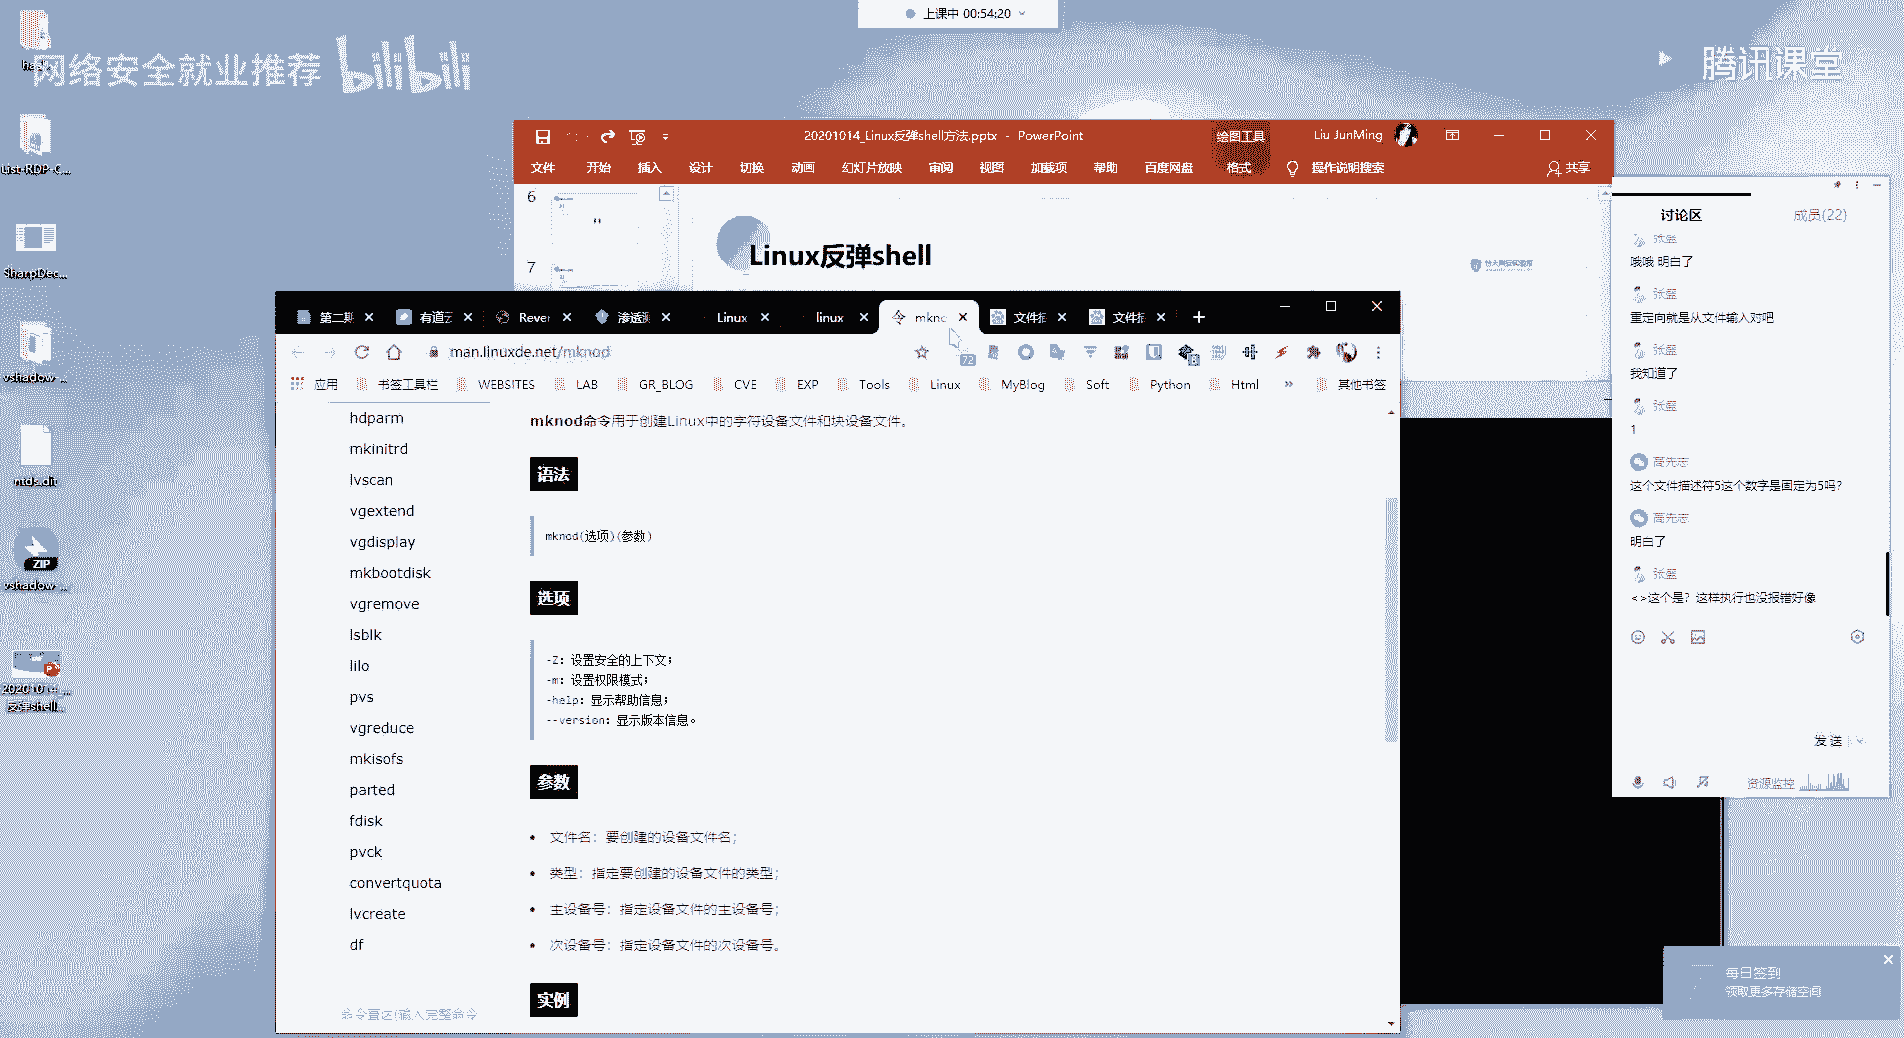 上课中 00:54:20
网络安全就业推荐 bilibili
腾讯课堂
List-RDP-C...
SharpDec...
vshadow-...
ntds.dit
ZIP
vshadow-...
反弹shell...
20201014_Linux反弹shell方法.pptx - PowerPoint
绘图工具
Liu JunMing
文件 开始 插入 设计 切换 动画 幻灯片放映 审阅 视图 加载项 帮助 百度网盘 格式 操作说明搜索 共享
6
7
Linux反弹shell
第二期 有道云 Rever 渗透测 Linux linux mkno 文件描 文件描
man.linuxde.net/mknod
72
应用 书签工具栏 WEBSITES LAB GR_BLOG CVE EXP Tools Linux MyBlog Soft Python Html » 其他书签
hdparm
mkinitrd
lvscan
vgextend
vgdisplay
mkbootdisk
vgremove
lsblk
lilo
pvs
vgreduce
mkisofs
parted
fdisk
pvck
convertquota
lvcreate
df
mknod命令用于创建Linux中的字符设备文件和块设备文件。
语法
mknod(选项)(参数)
选项
-Z：设置安全的上下文；
-m：设置权限模式；
-help：显示帮助信息；
--version：显示版本信息。
参数
文件名：要创建的设备文件名；
类型：指定要创建的设备文件的类型；
主设备号：指定设备文件的主设备号；
次设备号：指定设备文件的次设备号。
实例
讨论区 成员(22)
哦哦 明白了
重定向就是从文件输入对吧
我知道了
1
高先志
这个文件描述符5这个数字是固定为5吗?
高先志
明白了
<>这个是? 这样执行也没报错好像
发送
资源监控
每日签到
领取更多存储空间